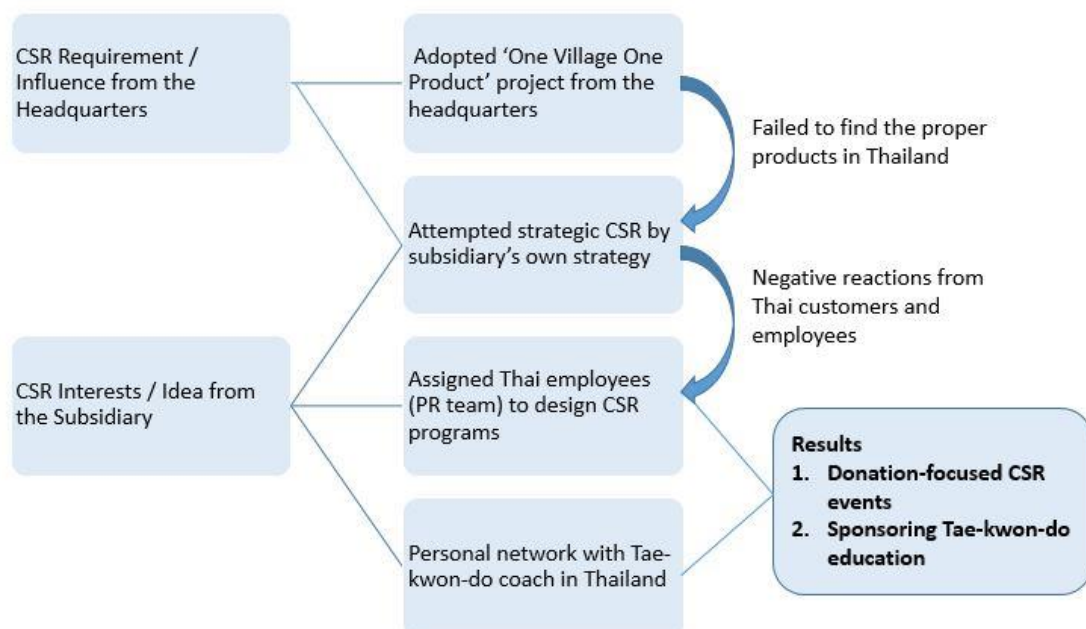 CSR Requirement /
Influence from the
Headquarters
Adopted ‘One Village One
Product’ project from the
headquarters
Failed to find the proper
products in Thailand
Attempted strategic CSR by
subsidiary’s own strategy
Negative reactions from
Thai customers and
employees
CSR Interests / Idea from
the Subsidiary
Assigned Thai employees
(PR team) to design CSR
programs
Personal network with Tae-
kwon-do coach in Thailand
Results
1. Donation-focused CSR
events
2. Sponsoring Tae-kwon-do
education